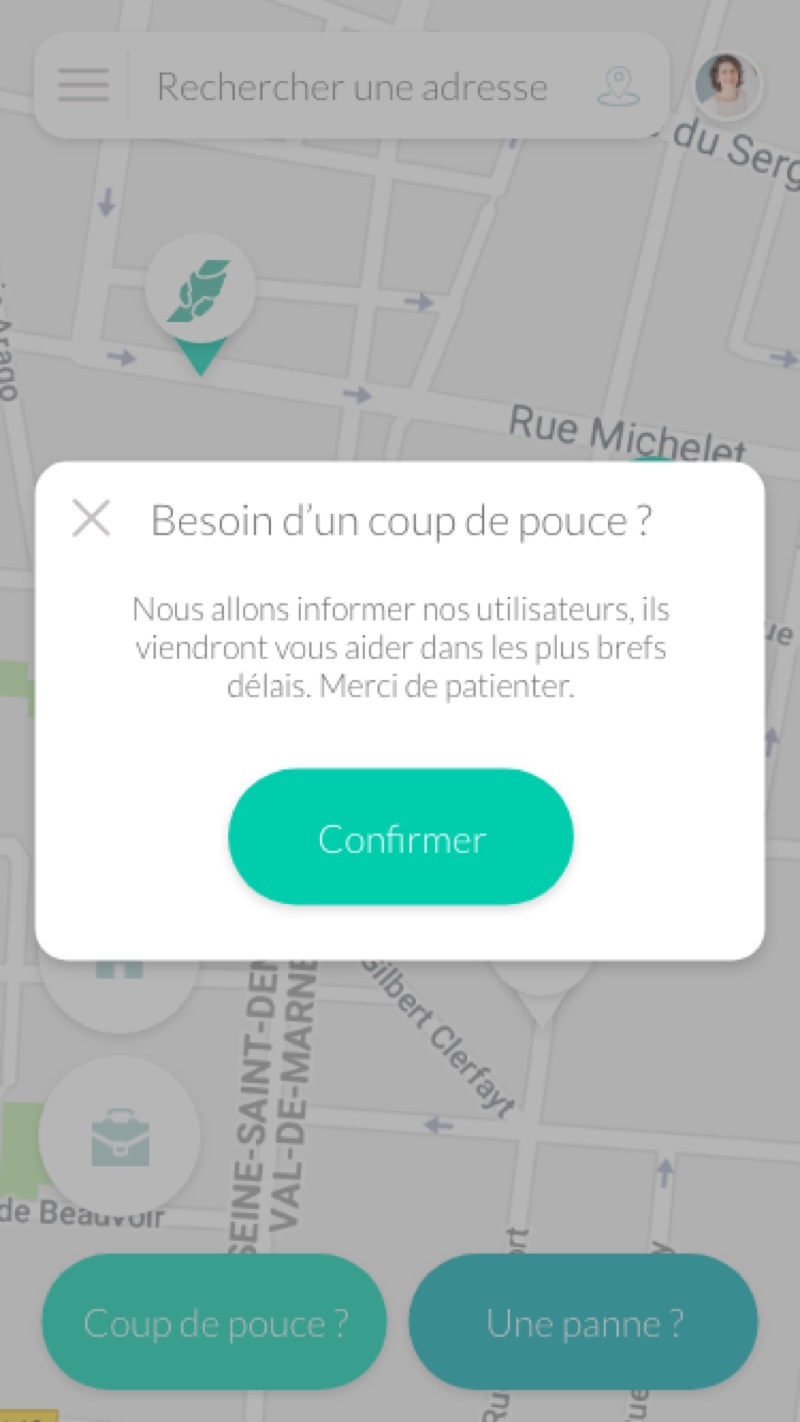 Rechercher une adresse
du Serg
Arago
Rue Michelet
Besoin d’un coup de pouce ?
Nous allons informer nos utilisateurs, ils
viendront vous aider dans les plus brefs
délais. Merci de patienter.
Confirmer
Gilbert Clerfayt
SEINE-SAINT-DEN
VAL-DE-MARNE
de Beauvoir
Coup de pouce ?
Une panne ?